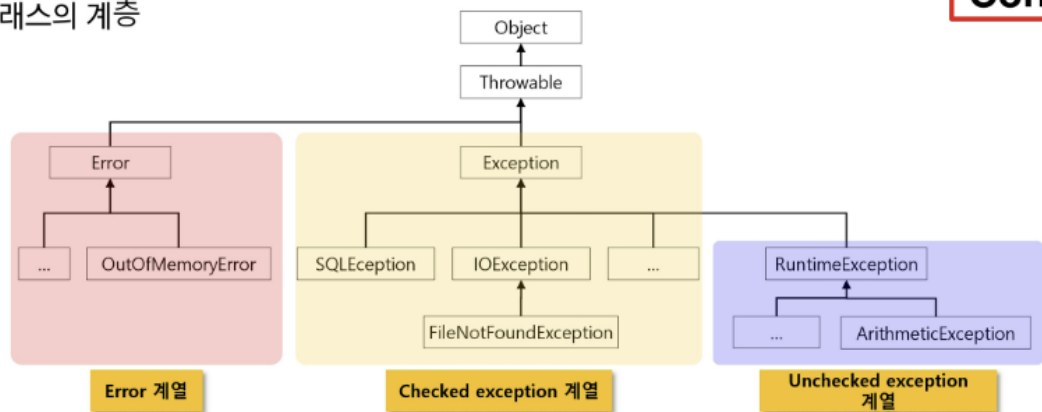 래스의 계층
Object
Throwable
Error
Exception
...
OutOfMemoryError
SQLEception
IOException
...
RuntimeException
FileNotFoundException
...
ArithmeticException
Error 계열
Checked exception 계열
Unchecked exception
계열